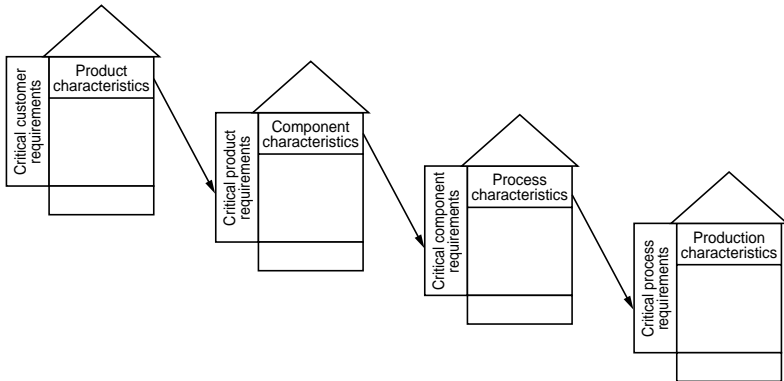 Critical customer
requirements
Product
characteristics
Critical product
requirements
Component
characteristics
Critical component
requirements
Process
characteristics
Critical process
requirements
Production
characteristics